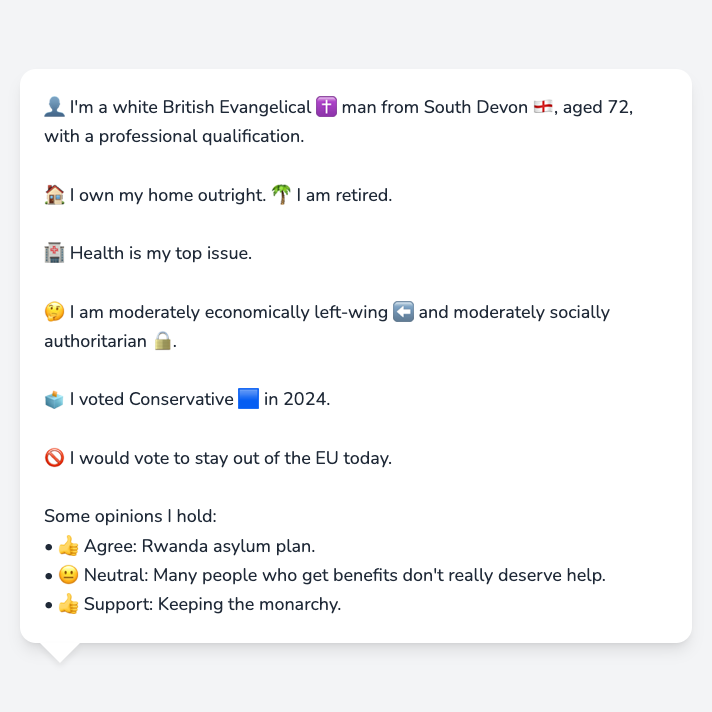 👤 I'm a white British Evangelical ✝️ man from South Devon 🏴󠁧󠁢󠁥󠁮󠁧󠁿, aged 72,
with a professional qualification.
🏠 I own my home outright. 🌴 I am retired.
🏥 Health is my top issue.
🤔 I am moderately economically left-wing ⬅️ and moderately socially
authoritarian 🔒.
🗳️ I voted Conservative 🟦 in 2024.
🚫 I would vote to stay out of the EU today.
Some opinions I hold:
• 👍 Agree: Rwanda asylum plan.
• 😐 Neutral: Many people who get benefits don't really deserve help.
• 👍 Support: Keeping the monarchy.